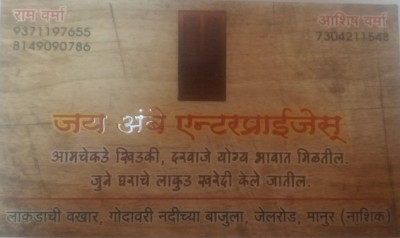 राम वर्मा
9371197655
8149090786
आशिष वर्मा
7304211648
जय अंबे एन्टरप्राईजेस्
आमचेकडे खिडकी, दरवाजे योग्य भावात मिळतील.
जुने घराचे लाकुड खरेदी केले जातील.
लाकडाची वखार, गोदावरी नदीच्या बाजुला, जेलरोड, मानुर (नाशिक)